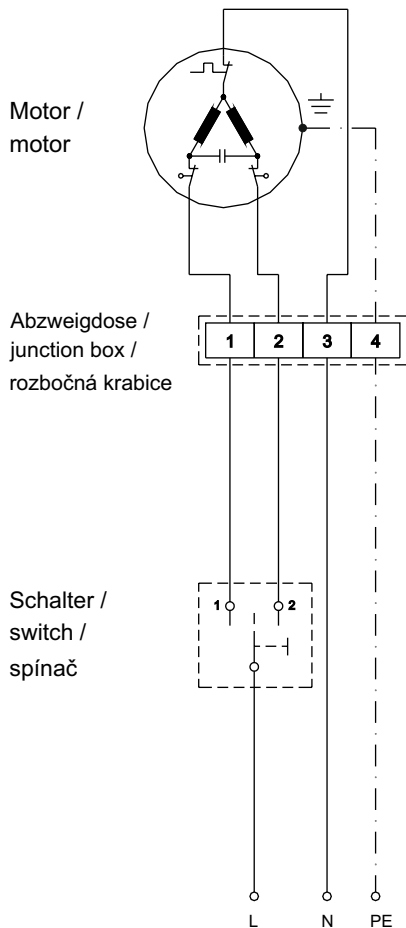 Motor /
motor
Abzweigdose /
junction box /
rozbočná krabice
1 2 3 4
Schalter /
switch /
spínač
1 2
L N PE